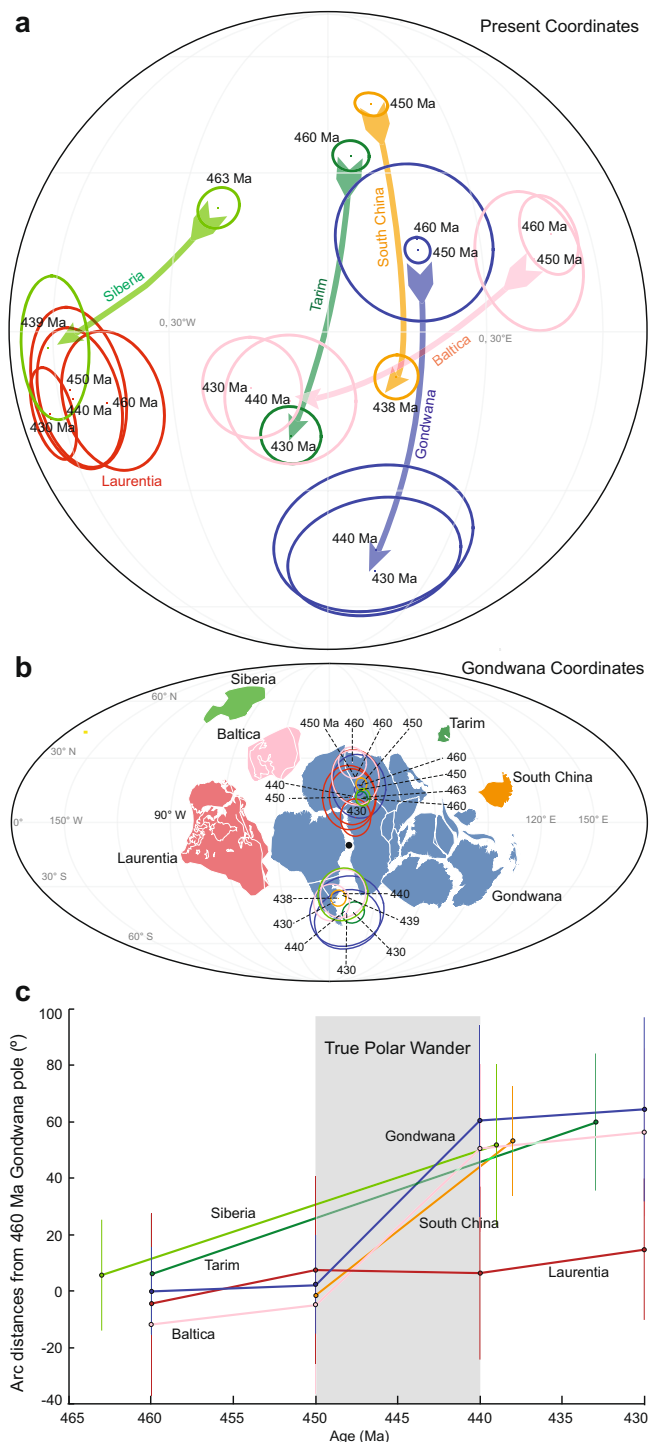 a
Present Coordinates
450 Ma
460 Ma
463 Ma
South China
460 Ma
450 Ma
460 Ma
450 Ma
Siberia
Tarim
439 Ma
0, 30°W
0, 30°E
Baltica
450 Ma
440 Ma
460 Ma
430 Ma
430 Ma
440 Ma
438 Ma
430 Ma
Gondwana
Laurentia
440 Ma
430 Ma
b
Gondwana Coordinates
Siberia
60° N
Baltica
450 Ma
460
460
450
Tarim
30° N
460
450
463
460
440
450
430
South China
90° W
0°
150° W
120° E
150° E
Laurentia
30° S
Gondwana
438
430
440
430
440
439
430
60° S
c
Arc distances from 460 Ma Gondwana pole (º)
100
80
60
40
20
0
-20
-40
True Polar Wander
Gondwana
Siberia
South China
Tarim
Laurentia
Baltica
465
460
455
450
445
440
435
430
Age (Ma)